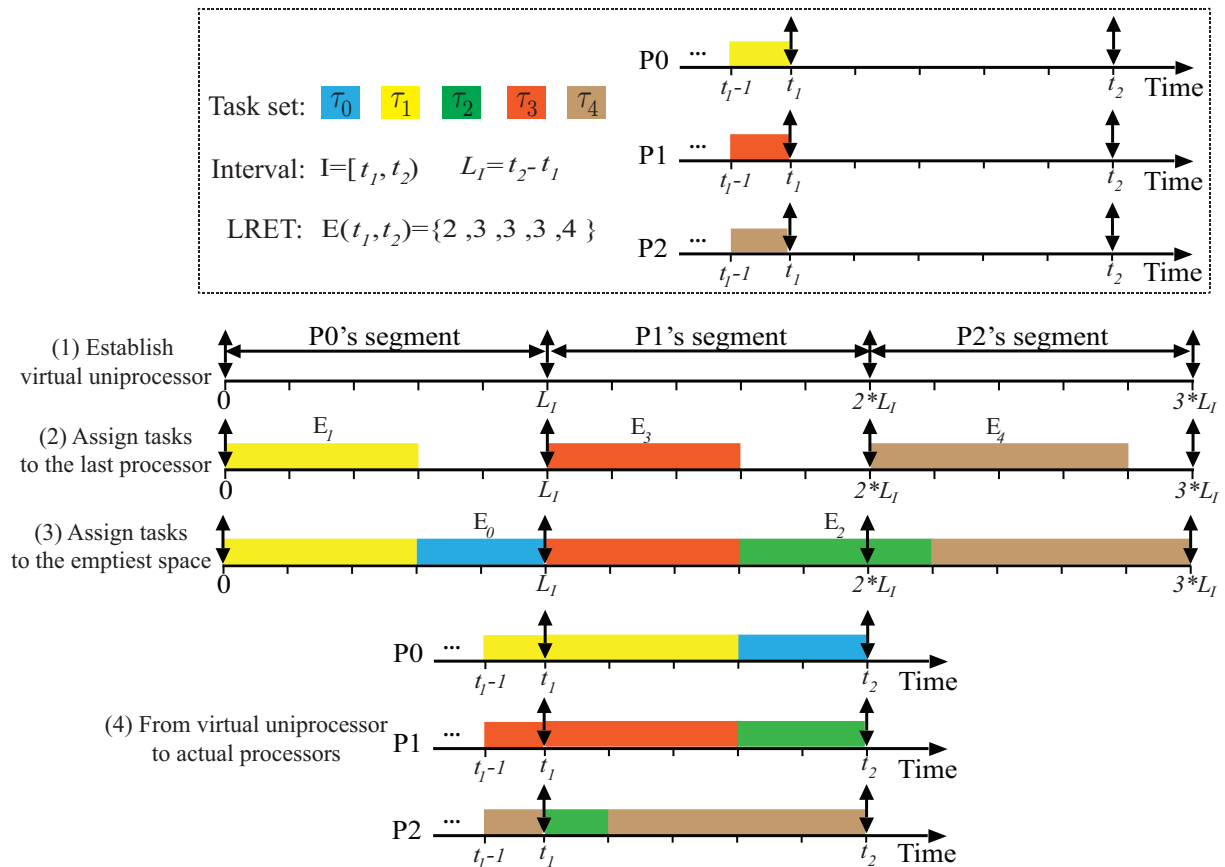 Task set: τ0 τ1 τ2 τ3 τ4
Interval: I=[t1,t2) LI=t2-t1
LRET: E(t1,t2)={2 ,3 ,3 ,3 ,4 }
P0 ...
t1-1 t1 t2 Time
P1 ...
t1-1 t1 t2 Time
P2 ...
t1-1 t1 t2 Time
(1) Establish
virtual uniprocessor
P0's segment P1's segment P2's segment
0 LI 2*LI 3*LI
(2) Assign tasks
to the last processor
E1 E3 E4
0 LI 2*LI 3*LI
(3) Assign tasks
to the emptiest space
E0 E2
0 LI 2*LI 3*LI
(4) From virtual uniprocessor
to actual processors
P0 ...
t1-1 t1 t2 Time
P1 ...
t1-1 t1 t2 Time
P2 ...
t1-1 t1 t2 Time